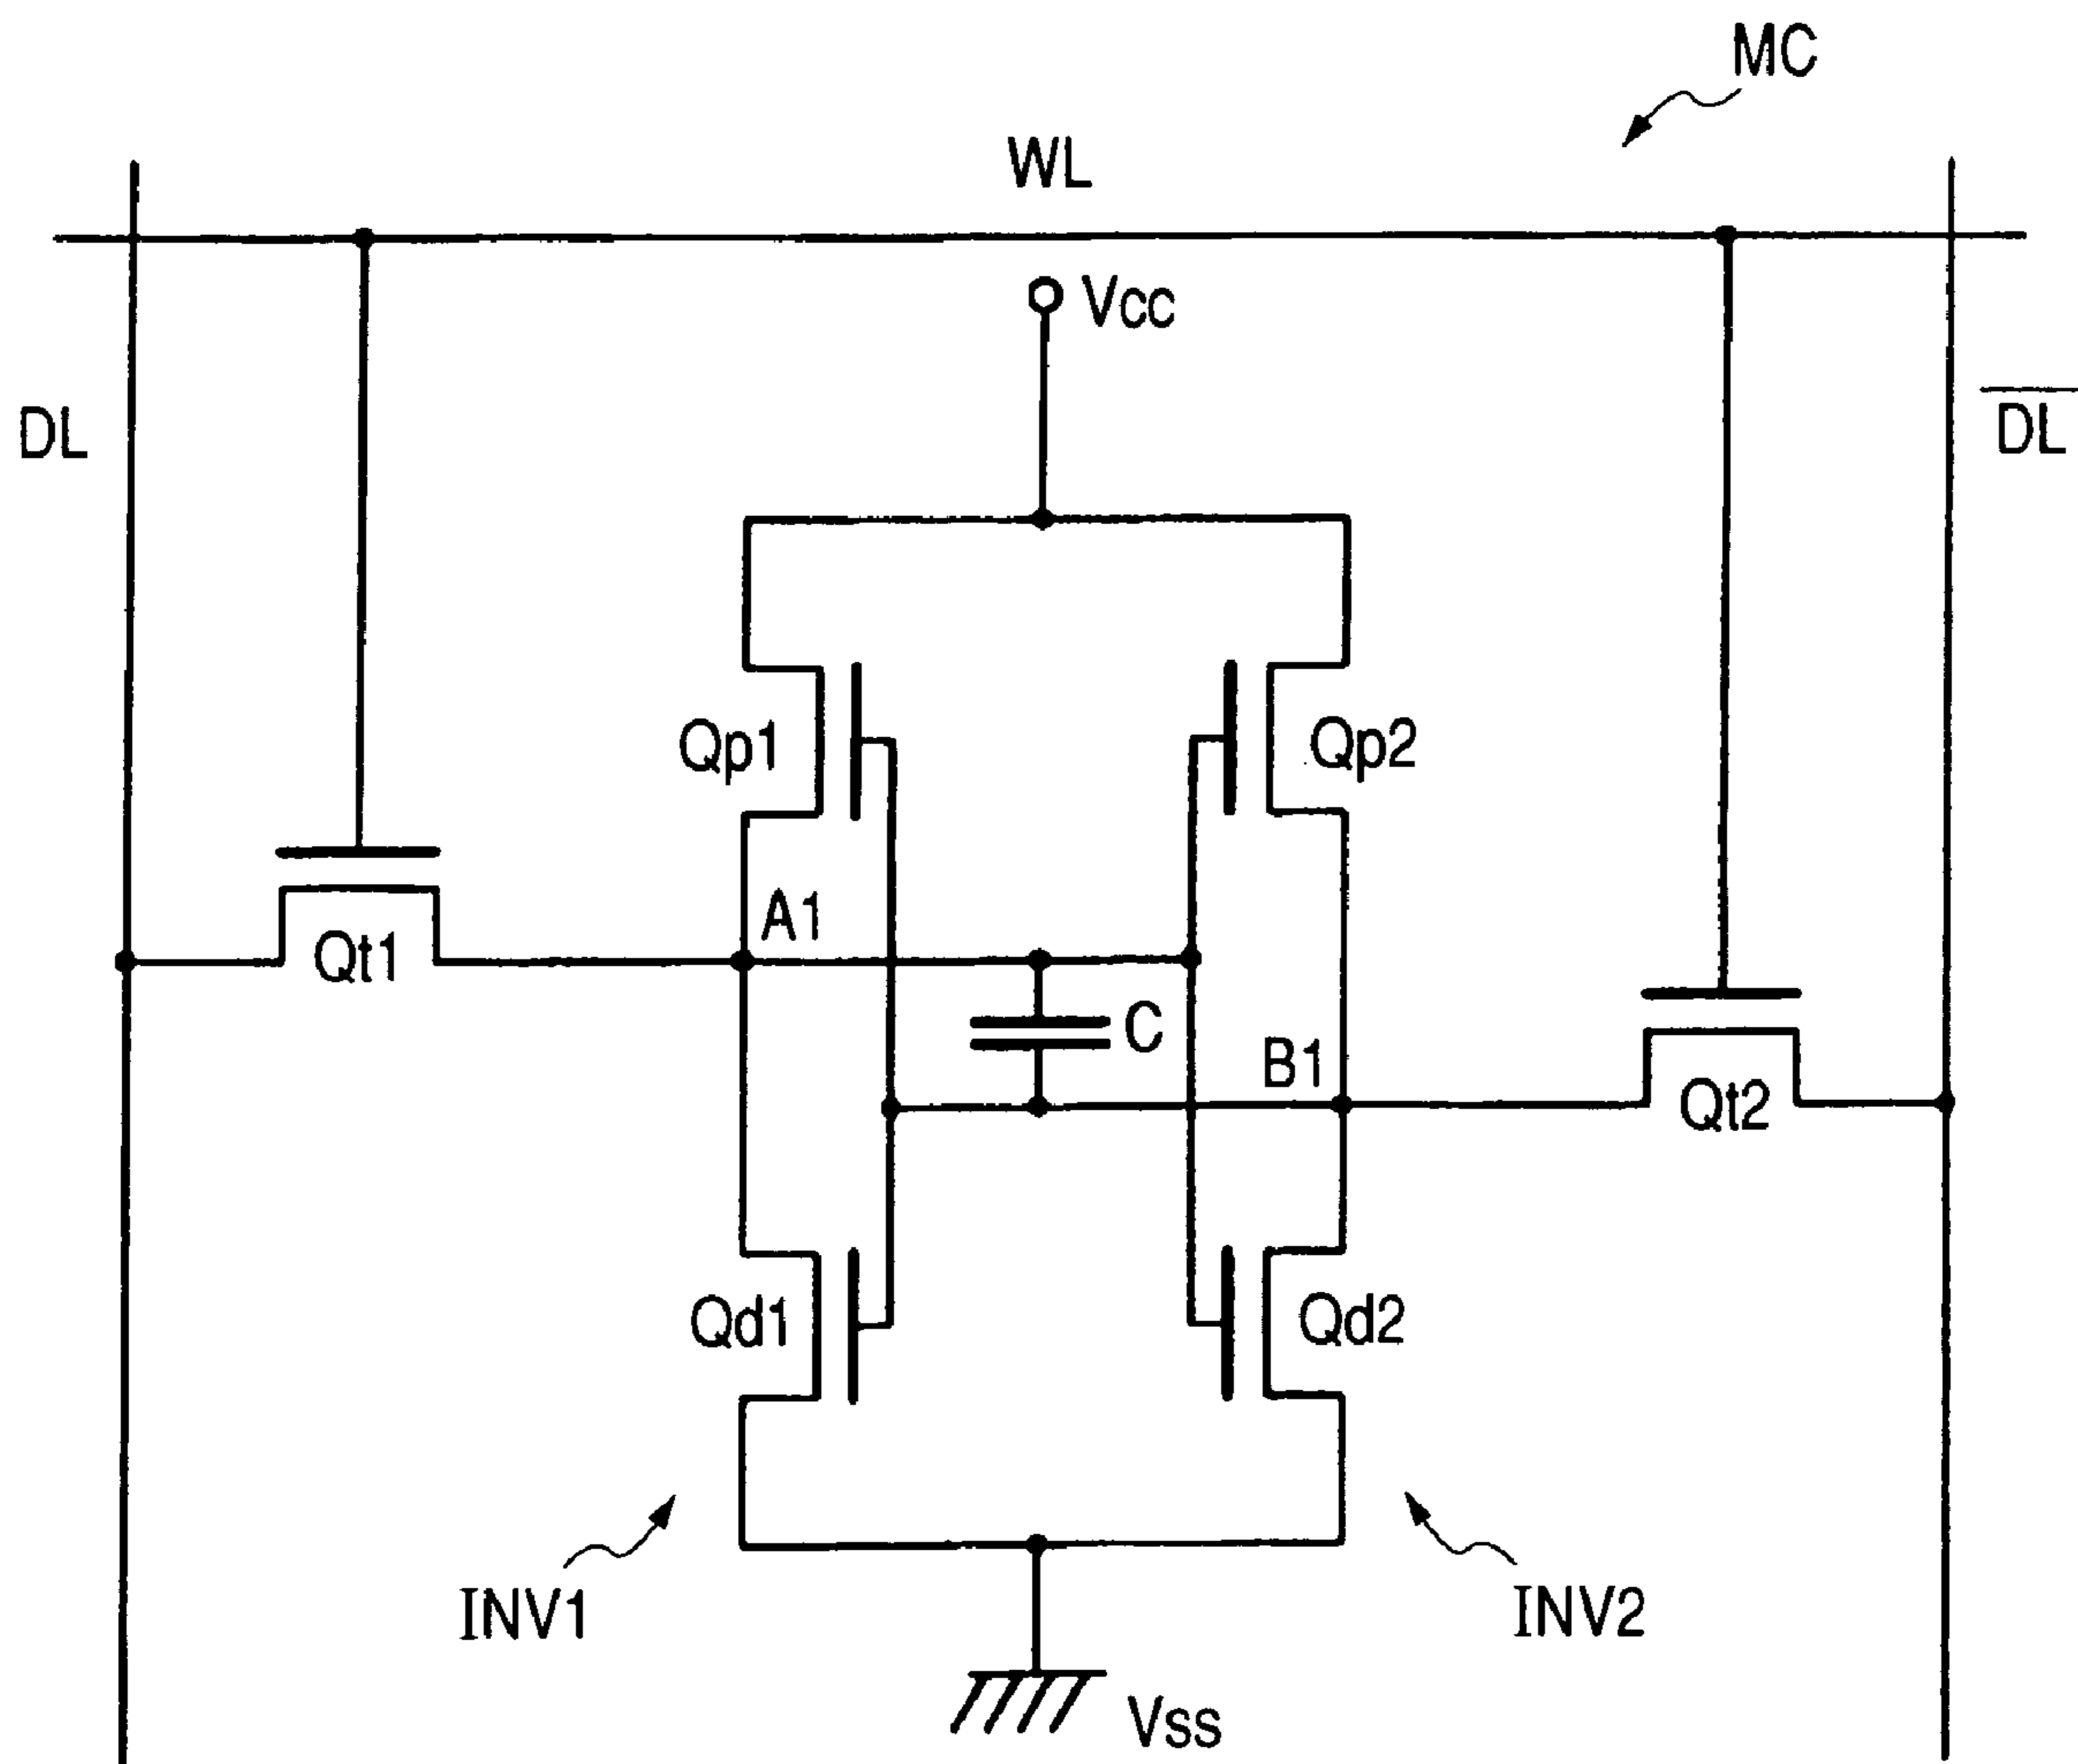 MC
WL
Vcc
DL
DL
Qp1
Qp2
A1
Qt1
C
B1
Qt2
Qd1
Qd2
INV1
INV2
Vss